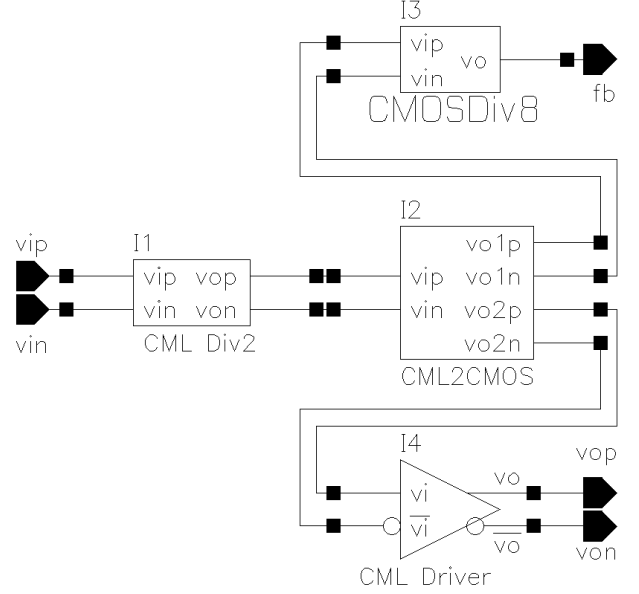 I3
vip
vo
vin
CMOSDiv8
fb
I2
vo1p
vip vo1n
vin vo2p
vo2n
CML2CMOS
vip
vin
I1
vip vop
vin von
CML Div2
I4
vi
vi
vo
vo
CML Driver
vop
von